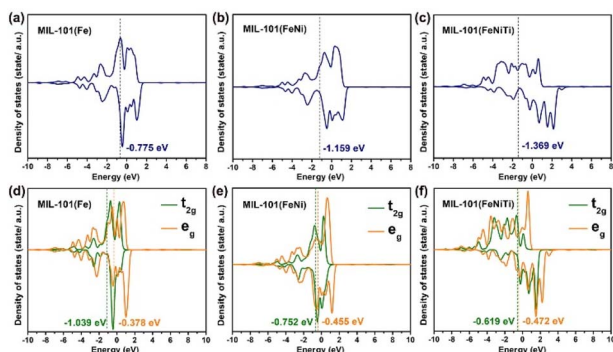 (a) MIL-101(Fe)
Density of states (state/ a.u.)
-0.775 eV
-10 -8 -6 -4 -2 0 2 4 6 8
Energy (eV)
(b) MIL-101(FeNi)
Density of states (state/ a.u.)
-1.159 eV
-10 -8 -6 -4 -2 0 2 4 6 8
Energy (eV)
(c) MIL-101(FeNiTi)
Density of states (state/ a.u.)
-1.369 eV
-10 -8 -6 -4 -2 0 2 4 6 8
Energy (eV)
(d) MIL-101(Fe)
t2g
eg
Density of states (state/ a.u.)
-1.039 eV -0.378 eV
-10 -8 -6 -4 -2 0 2 4 6 8 10
Energy (eV)
(e) MIL-101(FeNi)
t2g
eg
Density of states (state/ a.u.)
-0.752 eV -0.455 eV
-10 -8 -6 -4 -2 0 2 4 6 8 10
Energy (eV)
(f) MIL-101(FeNiTi)
t2g
eg
Density of states (state/ a.u.)
-0.619 eV -0.472 eV
-10 -8 -6 -4 -2 0 2 4 6 8 10
Energy (eV)